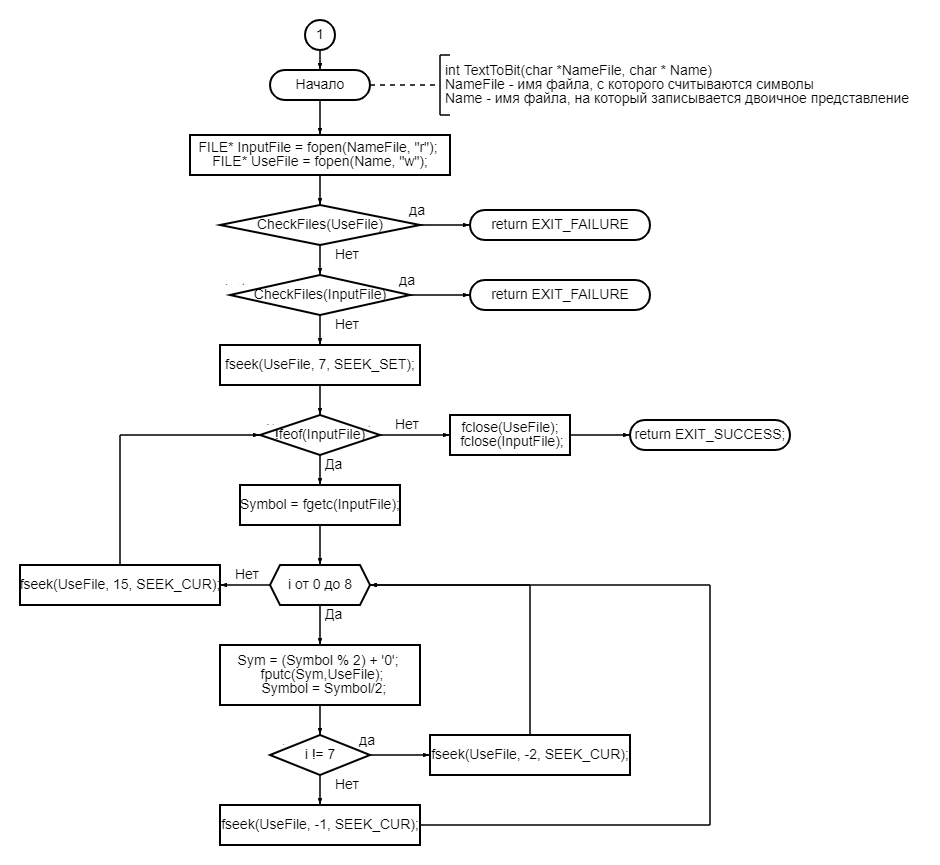 1
Начало
int TextToBit(char *NameFile, char * Name)
NameFile - имя файла, с которого считываются символы
Name - имя файла, на который записывается двоичное представление
FILE* InputFile = fopen(NameFile, "r");
FILE* UseFile = fopen(Name, "w");
CheckFiles(UseFile)
да
return EXIT_FAILURE
Нет
CheckFiles(InputFile)
да
return EXIT_FAILURE
Нет
fseek(UseFile, 7, SEEK_SET);
!feof(InputFile)
Нет
fclose(UseFile);
fclose(InputFile);
return EXIT_SUCCESS;
Да
Symbol = fgetc(InputFile);
fseek(UseFile, 15, SEEK_CUR);
Нет
i от 0 до 8
Да
Sym = (Symbol % 2) + '0';
fputc(Sym,UseFile);
Symbol = Symbol/2;
i != 7
да
fseek(UseFile, -2, SEEK_CUR);
Нет
fseek(UseFile, -1, SEEK_CUR);